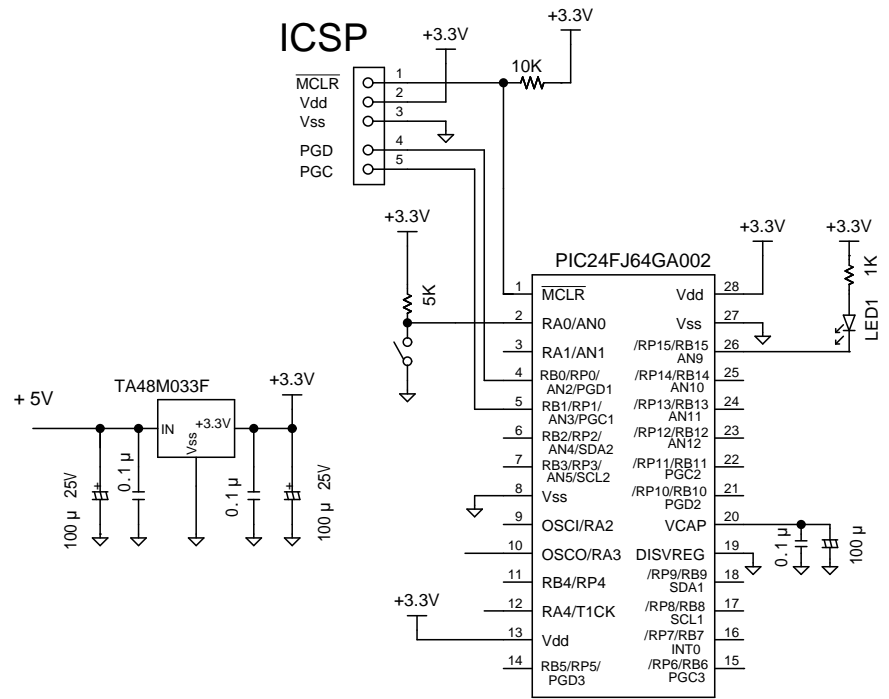 ICSP
+3.3V
+3.3V
10K
MCLR 1
Vdd 2
Vss 3
PGD 4
PGC 5
+3.3V
5K
+3.3V
+3.3V
1K
LED1
PIC24FJ64GA002
1 MCLR
2 RA0/AN0
3 RA1/AN1
4 RB0/RP0/
AN2/PGD1
5 RB1/RP1/
AN3/PGC1
6 RB2/RP2/
AN4/SDA2
7 RB3/RP3/
AN5/SCL2
8 Vss
9 OSCI/RA2
10 OSCO/RA3
11 RB4/RP4
12 RA4/T1CK
13 Vdd
14 RB5/RP5/
PGD3
Vdd 28
Vss 27
/RP15/RB15 26
AN9
/RP14/RB14 25
AN10
/RP13/RB13 24
AN11
/RP12/RB12 23
AN12
/RP11/RB11 22
PGC2
/RP10/RB10 21
PGD2
VCAP 20
DISVREG 19
/RP9/RB9 18
SDA1
/RP8/RB8 17
SCL1
/RP7/RB7 16
INT0
/RP6/RB6 15
PGC3
0.1 µ
100 µ
+3.3V
TA48M033F
+3.3V
+ 5V
IN
+3.3V
Vss
+
100 µ 25V
0.1 µ
0.1 µ
+
100 µ 25V